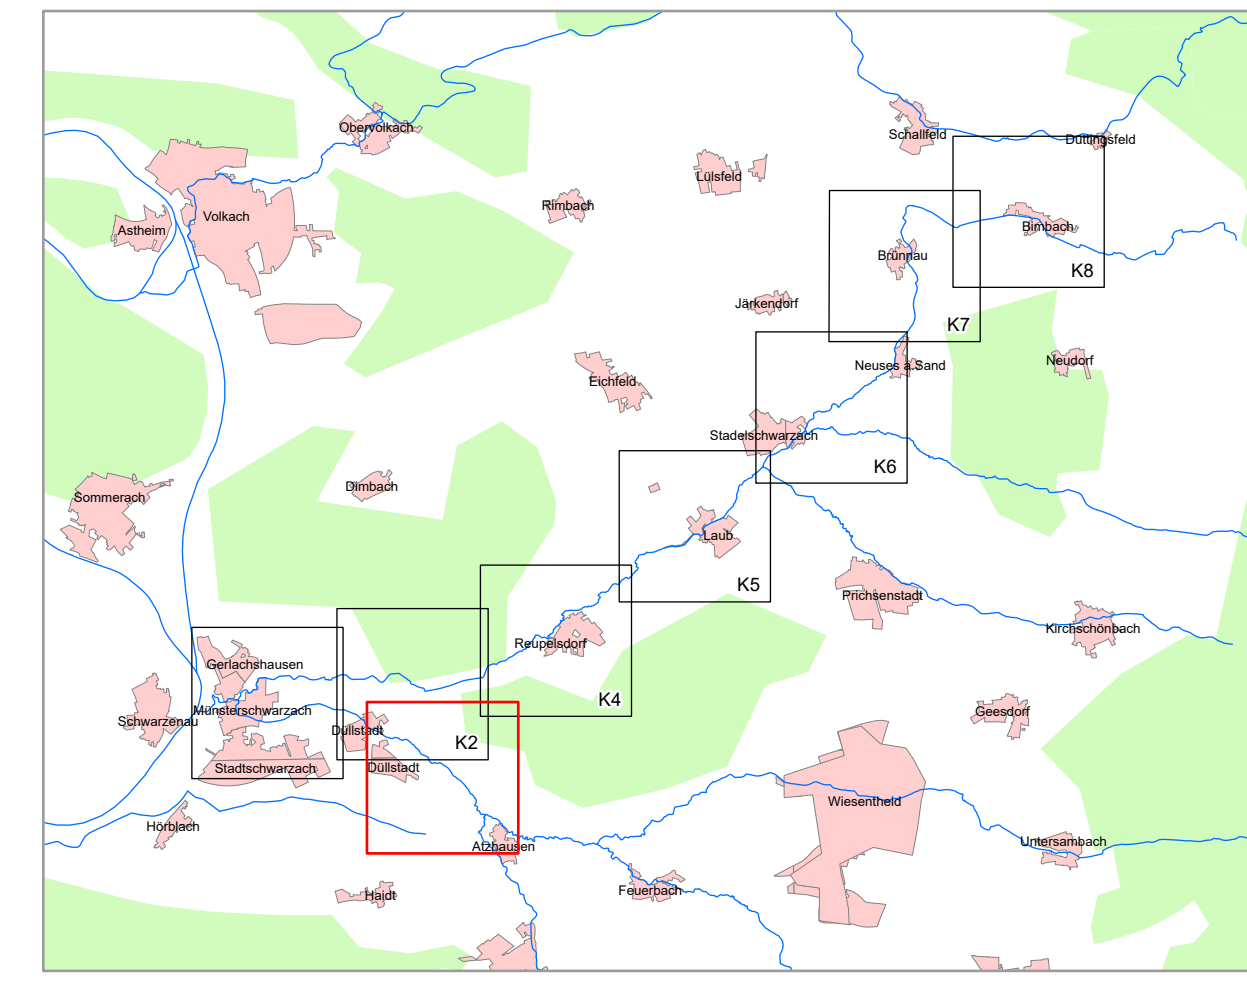 Obervolkach
Schallfeld
Düttingsfeld
Lülsfeld
Rimbach
Volkach
Astheim
Bimbach
Brünnau
K8
Järkendorf
K7
Neuses a.Sand
Neudorf
Eichfeld
Stadelschwarzach
K6
Dimbach
Sommerach
Laub
K5
Prichsenstadt
Kirchschönbach
Reupelsdorf
Gerlachshausen
K4
Münsterschwarzach
Geesdorf
Schwarzenau
Düllstadt
K2
Stadtschwarzach
Düllstadt
Wiesentheid
Hörblach
Atzhausen
Untersambach
Feuerbach
Haidt